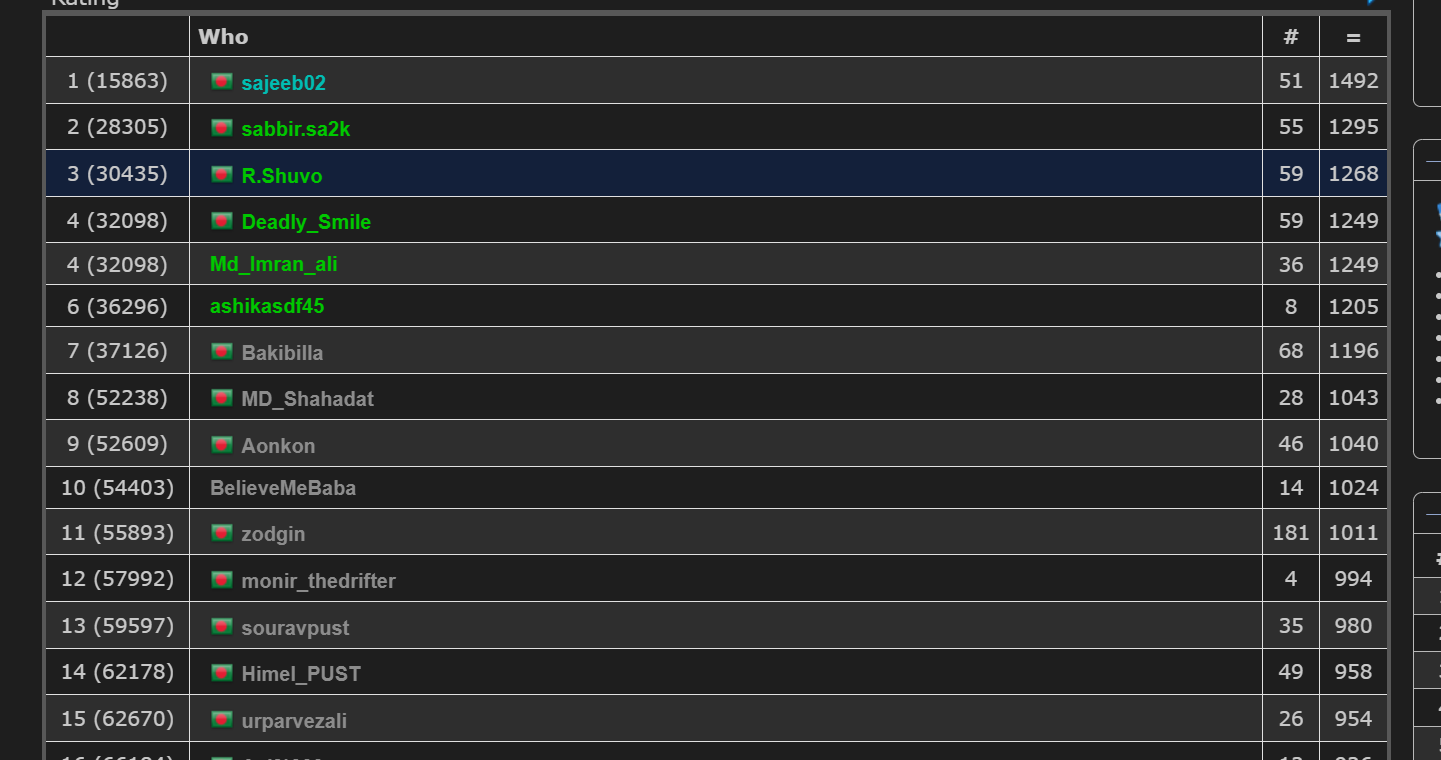 Rating
Who # =
1 (15863) sajeeb02 51 1492
2 (28305) sabbir.sa2k 55 1295
3 (30435) R.Shuvo 59 1268
4 (32098) Deadly_Smile 59 1249
4 (32098) Md_Imran_ali 36 1249
6 (36296) ashikasdf45 8 1205
7 (37126) Bakibilla 68 1196
8 (52238) MD_Shahadat 28 1043
9 (52609) Aonkon 46 1040
10 (54403) BelieveMeBaba 14 1024
11 (55893) zodgin 181 1011
12 (57992) monir_thedrifter 4 994
13 (59597) souravpust 35 980
14 (62178) Himel_PUST 49 958
15 (62670) urparvezali 26 954